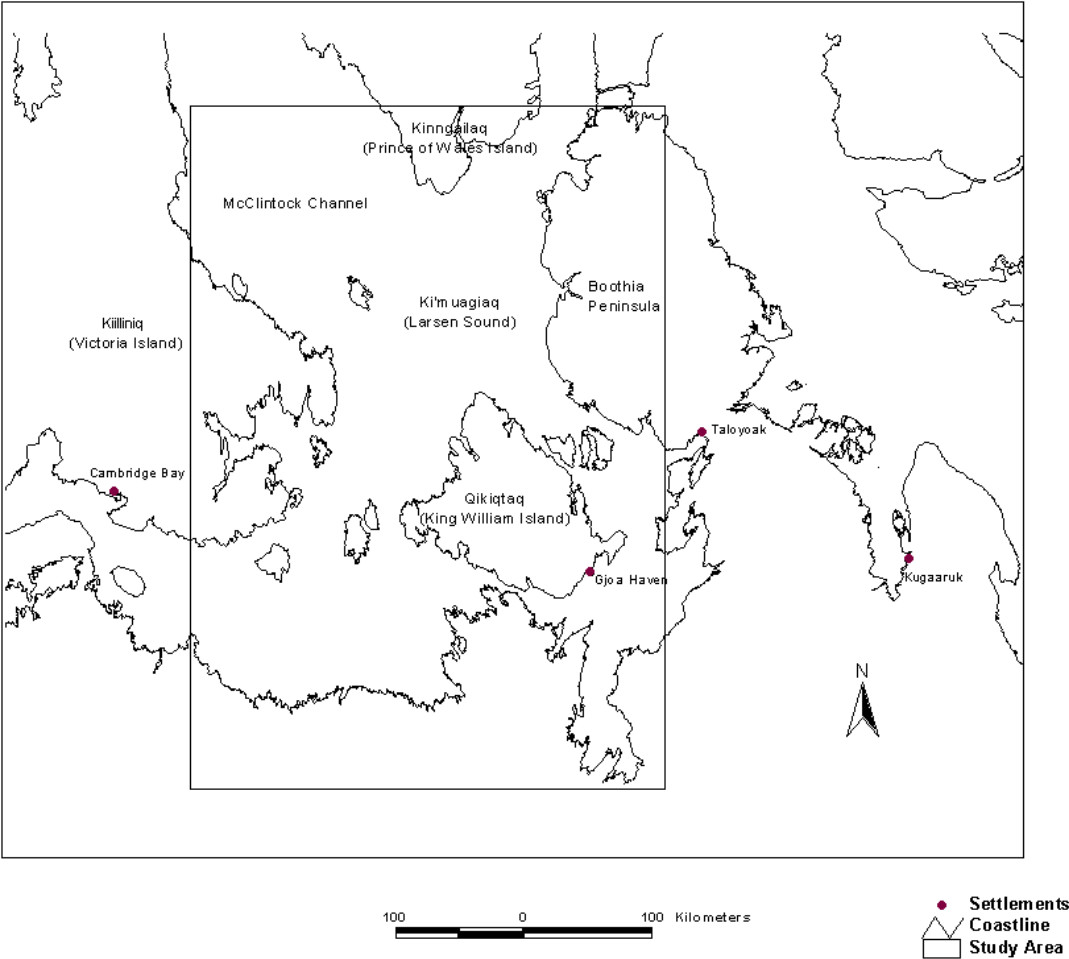 Kinngailaq
(Prince of Wales Island)
McClintock Channel
Boothia
Peninsula
Ki'muagiaq
(Larsen Sound)
Kiilliniq
(Victoria Island)
Taloyoak
Cambridge Bay
Qikiqtaq
(King William Island)
Gjoa Haven
Kugaaruk
N
100 0 100 Kilometers
Settlements
Coastline
Study Area